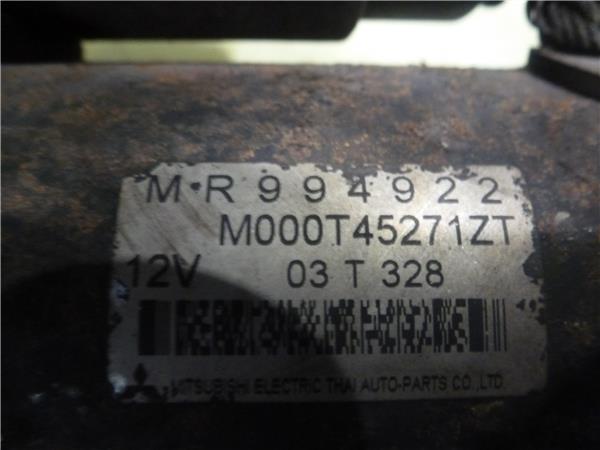 MR994922
M000T45271ZT
12V 03 T 328
MITSUBISHI ELECTRIC THAI AUTO-PARTS CO.,LTD.